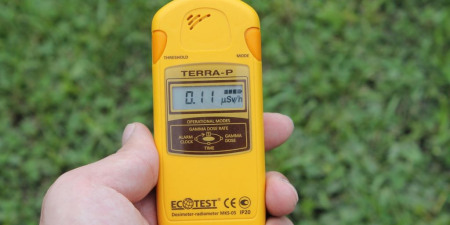 THRESHOLD MODE
TERRA-P
0.11 µSv/h
OPERATIONAL MODES
GAMMA DOSE RATE
ALARM CLOCK
GAMMA DOSE
TIME
ECOTEST CE
Dosimeter-radiometer MKS-05 IP20